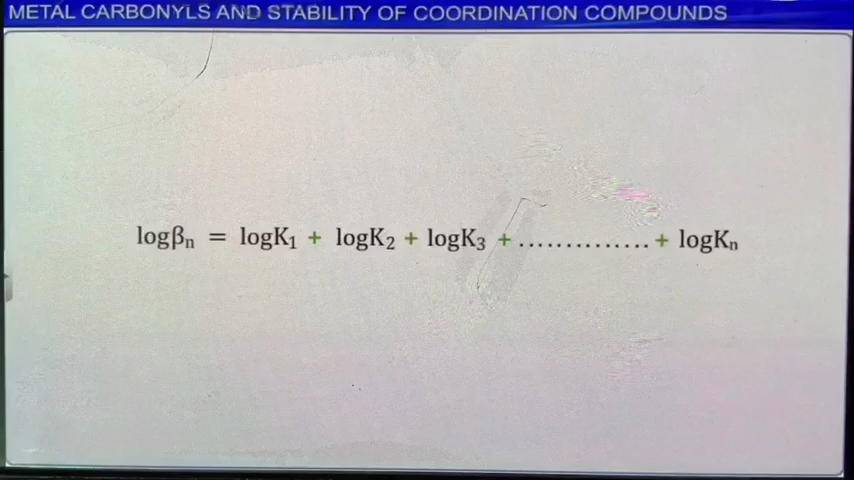 METAL CARBONYLS AND STABILITY OF COORDINATION COMPOUNDS
logβₙ = logK₁ + logK₂ + logK₃ + .............. + logKₙ